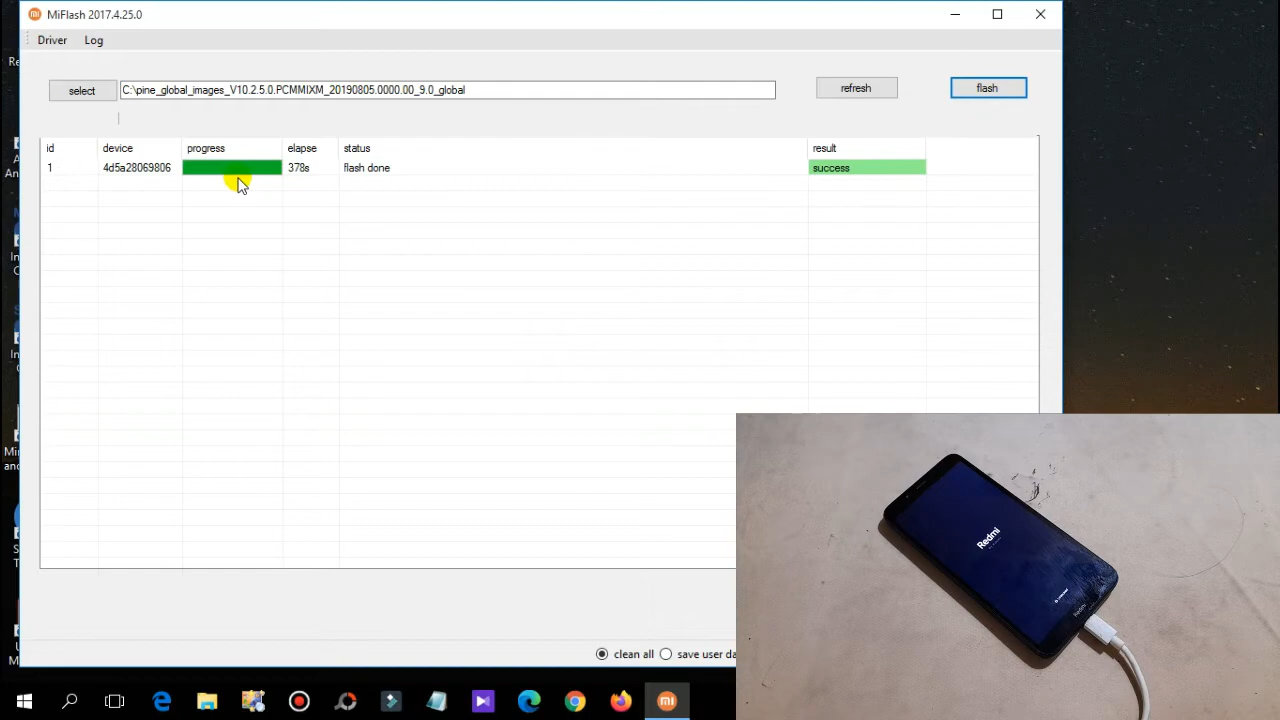 MiFlash 2017.4.25.0
Driver Log
select C:\pine_global_images_V10.2.5.0.PCMMIXM_20190805.0000.00_9.0_global refresh flash
id device progress elapse status result
1 4d5a28069806 378s flash done success
clean all save user da
Redmi
Redmi